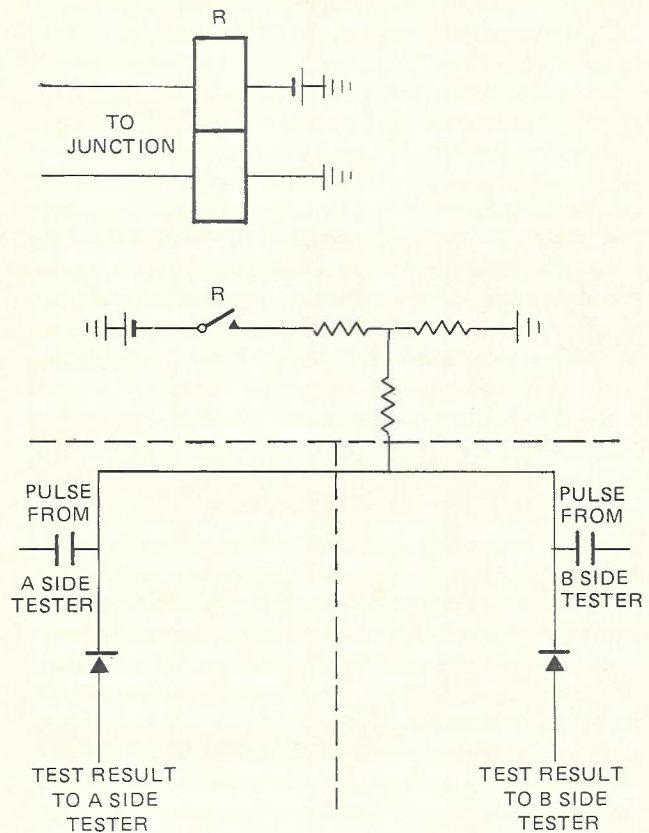 R
TO
JUNCTION
R
PULSE
FROM
A SIDE
TESTER
PULSE
FROM
B SIDE
TESTER
TEST RESULT
TO A SIDE
TESTER
TEST RESULT
TO B SIDE
TESTER